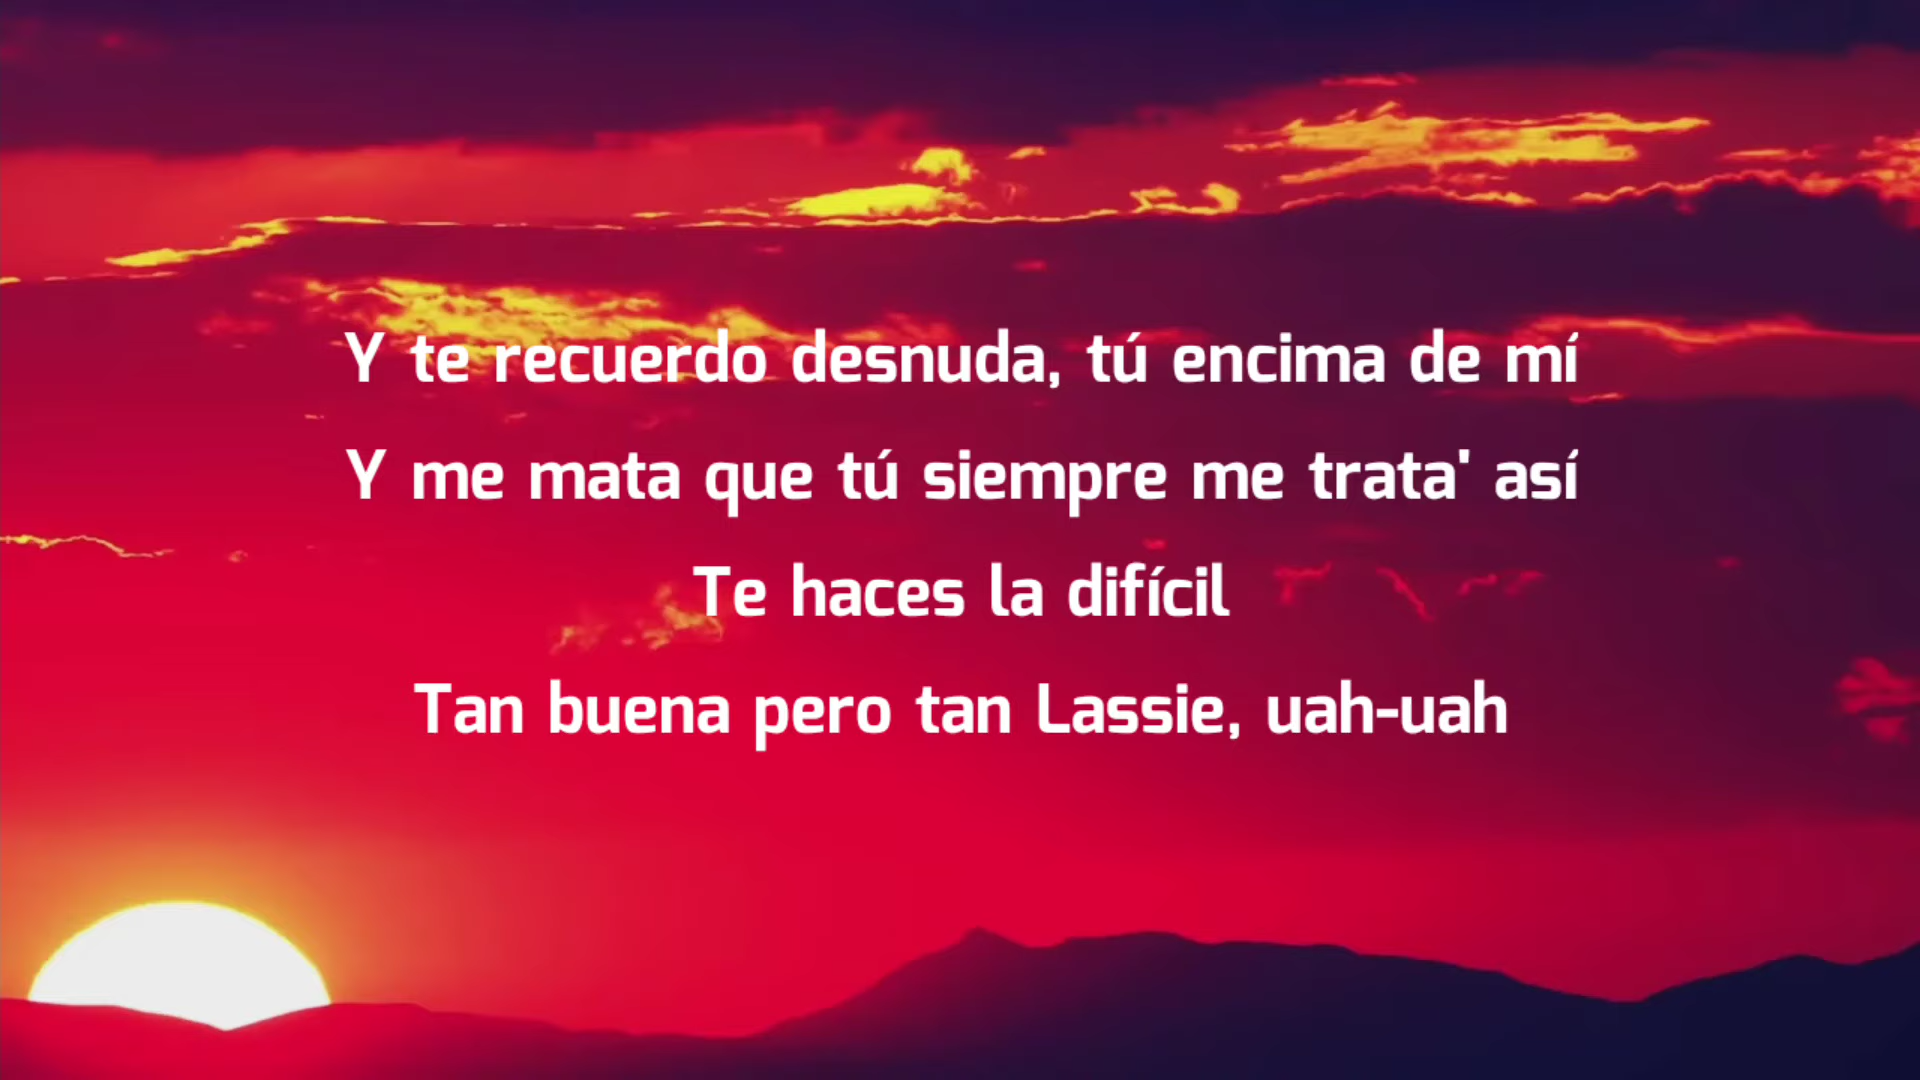 Y te recuerdo desnuda, tú encima de mí
Y me mata que tú siempre me trata' así
Te haces la difícil
Tan buena pero tan Lassie, uah-uah